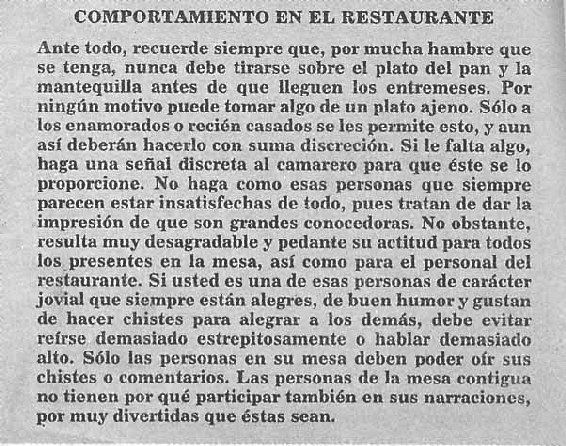 COMPORTAMIENTO EN EL RESTAURANTE
Ante todo, recuerde siempre que, por mucha hambre que
se tenga, nunca debe tirarse sobre el plato del pan y la
mantequilla antes de que lleguen los entremeses. Por
ningún motivo puede tomar algo de un plato ajeno. Sólo a
los enamorados o recién casados se les permite esto, y aun
así deberán hacerlo con suma discreción. Si le falta algo,
haga una señal discreta al camarero para que éste se lo
proporcione. No haga como esas personas que siempre
parecen estar insatisfechas de todo, pues tratan de dar la
impresión de que son grandes conocedoras. No obstante,
resulta muy desagradable y pedante su actitud para todos
los presentes en la mesa, así como para el personal del
restaurante. Si usted es una de esas personas de carácter
jovial que siempre están alegres, de buen humor y gustan
de hacer chistes para alegrar a los demás, debe evitar
reírse demasiado estrepitosamente o hablar demasiado
alto. Sólo las personas en su mesa deben poder oír sus
chistes o comentarios. Las personas de la mesa contigua
no tienen por qué participar también en sus narraciones,
por muy divertidas que éstas sean.